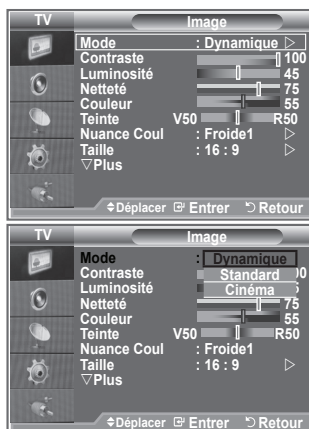 TV Image
Mode : Dynamique ▷
Contraste 100
Luminosité 45
Netteté 75
Couleur 55
Teinte V50 R50
Nuance Coul : Froide1 ▷
Taille : 16 : 9 ▷
▽Plus
Déplacer Entrer Retour
TV Image
Mode : Dynamique
Contraste Standard
Luminosité Cinéma
Netteté 75
Couleur 55
Teinte V50 R50
Nuance Coul : Froide1
Taille : 16 : 9 ▷
▽Plus
Déplacer Entrer Retour